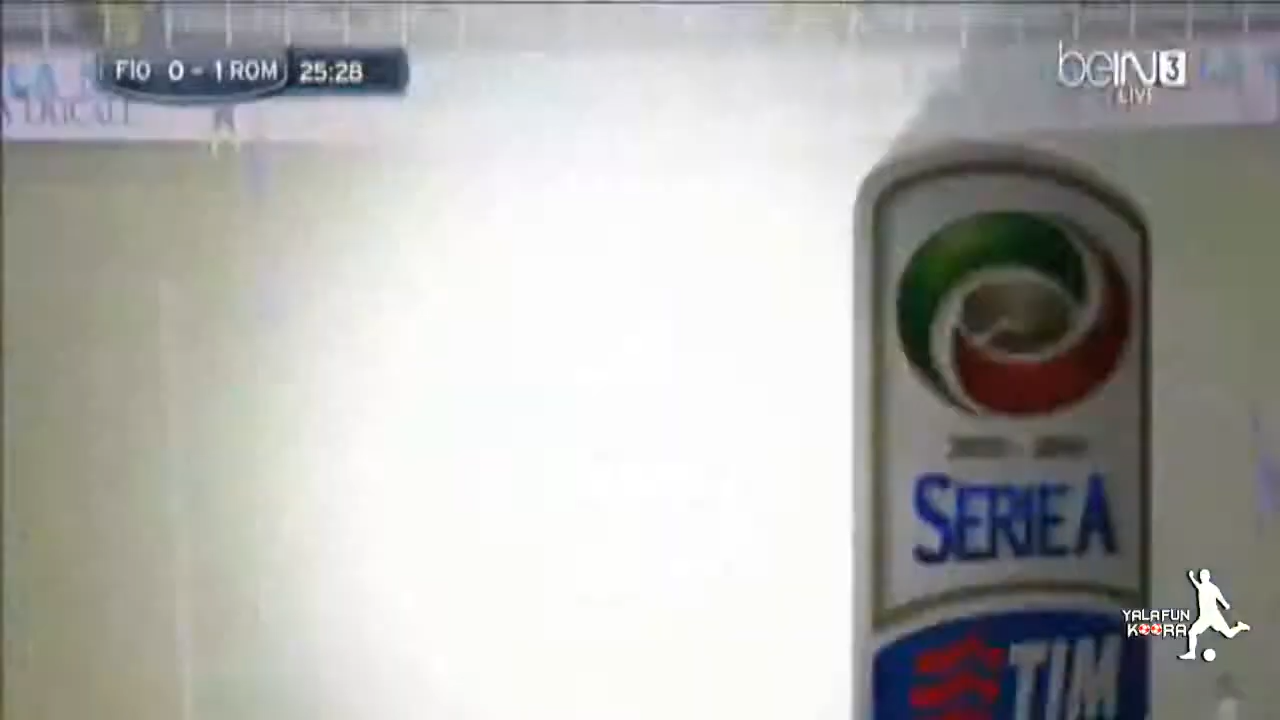 FIO 0 - 1 ROM 25:28
beIN 3
LIVE
SERIE A
TIM
YALAFUN
KOORA